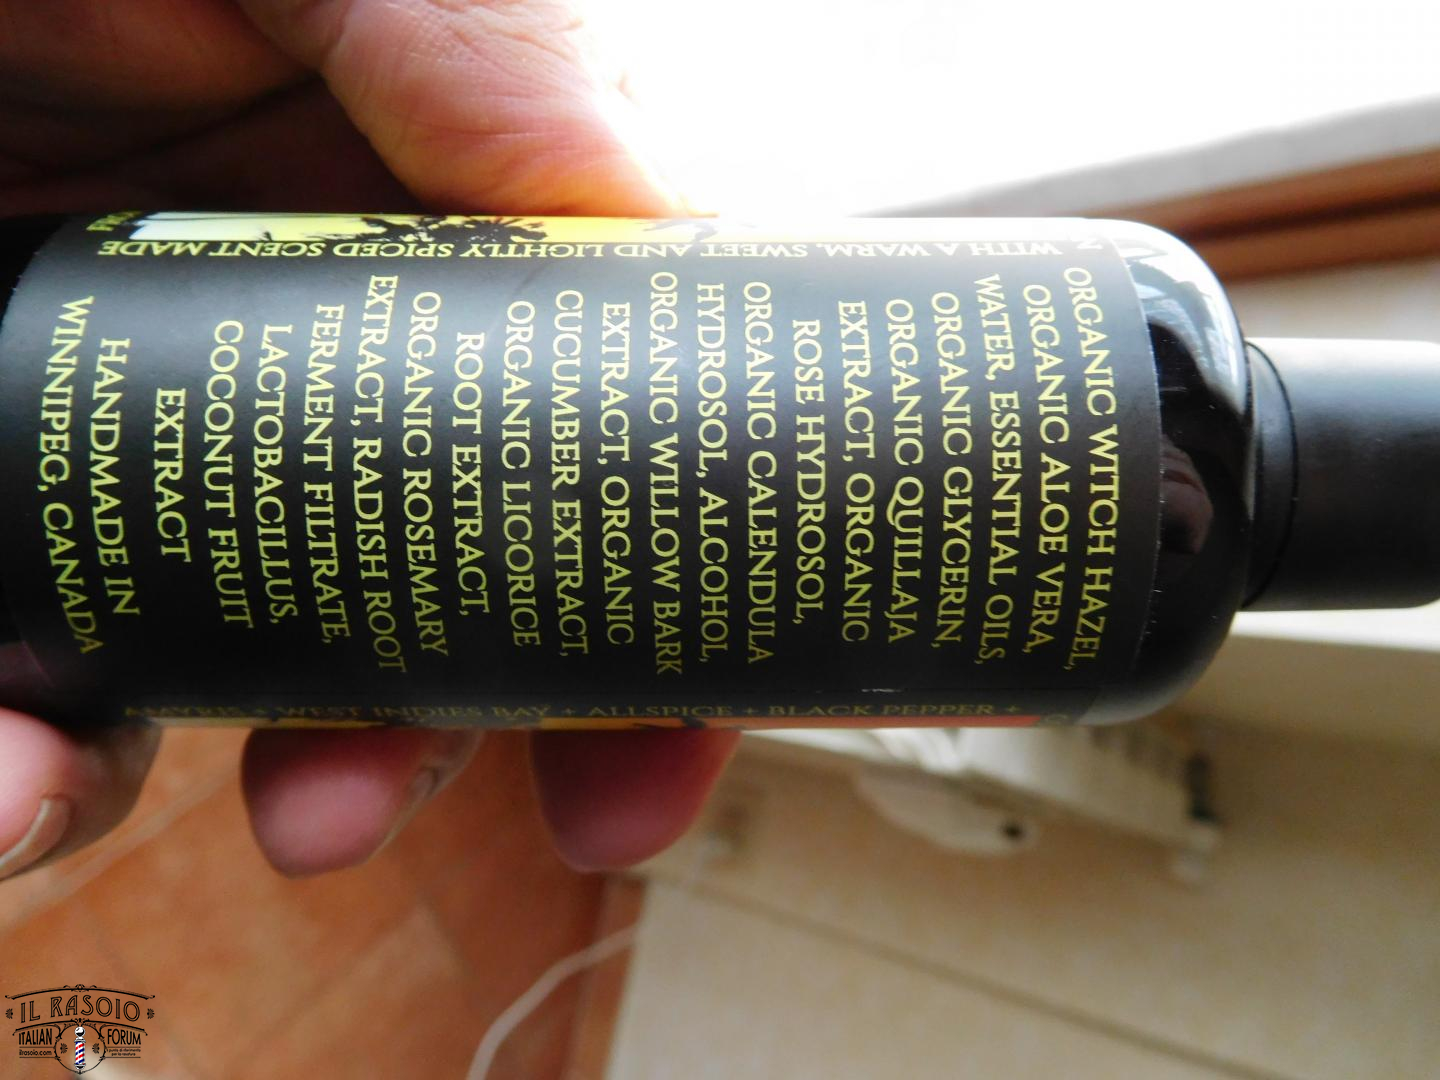 ORGANIC WITCH HAZEL,
ORGANIC ALOE VERA,
WATER, ESSENTIAL OILS,
ORGANIC GLYCERIN,
ORGANIC QUILLAJA
EXTRACT, ORGANIC
ROSE HYDROSOL,
ORGANIC CALENDULA
HYDROSOL, ALCOHOL,
ORGANIC WILLOW BARK
EXTRACT, ORGANIC
CUCUMBER EXTRACT,
ORGANIC LICORICE
ROOT EXTRACT,
ORGANIC ROSEMARY
EXTRACT, RADISH ROOT
FERMENT FILTRATE,
LACTOBACILLUS,
COCONUT FRUIT
EXTRACT
HANDMADE IN
WINNIPEG, CANADA
WITH A WARM, SWEET AND LIGHTLY SPICED SCENT MADE
AMYRIS + WEST INDIES BAY + ALLSPICE + BLACK PEPPER +
IL RASOIO
ITALIAN FORUM
ilrasoio.com